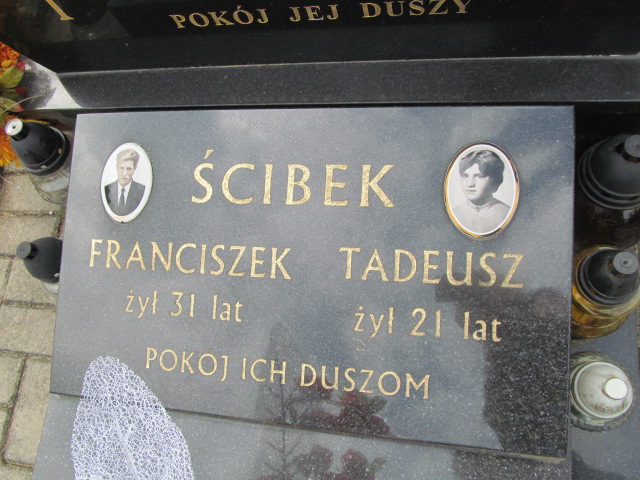 POKÓJ JEJ DUSZY
ŚCIBEK
FRANCISZEK TADEUSZ
żył 31 lat żył 21 lat
POKOJ ICH DUSZOM